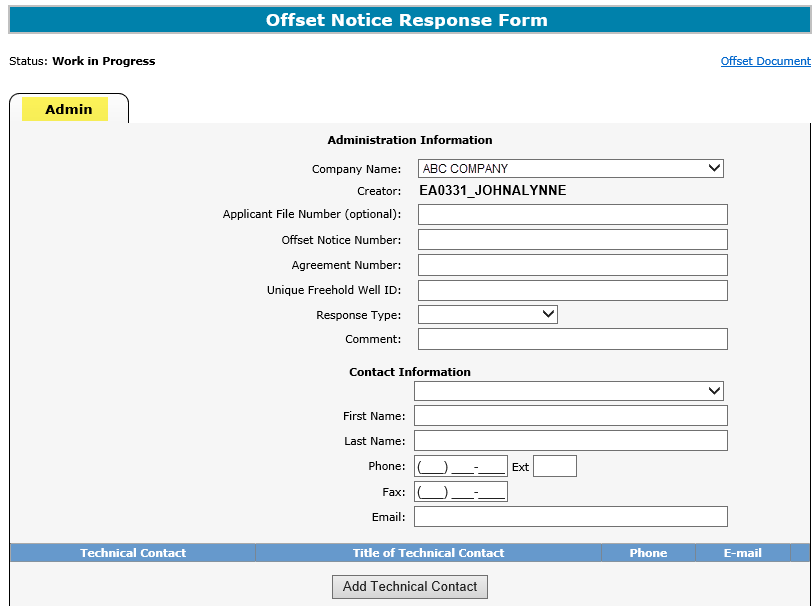 Offset Notice Response Form
Status: Work in Progress Offset Document
Admin
Administration Information
Company Name: ABC COMPANY
Creator: EA0331_JOHNALYNNE
Applicant File Number (optional):
Offset Notice Number:
Agreement Number:
Unique Freehold Well ID:
Response Type:
Comment:
Contact Information
First Name:
Last Name:
Phone: (___) ___-____ Ext
Fax: (___) ___-____
Email:
Technical Contact Title of Technical Contact Phone E-mail
Add Technical Contact